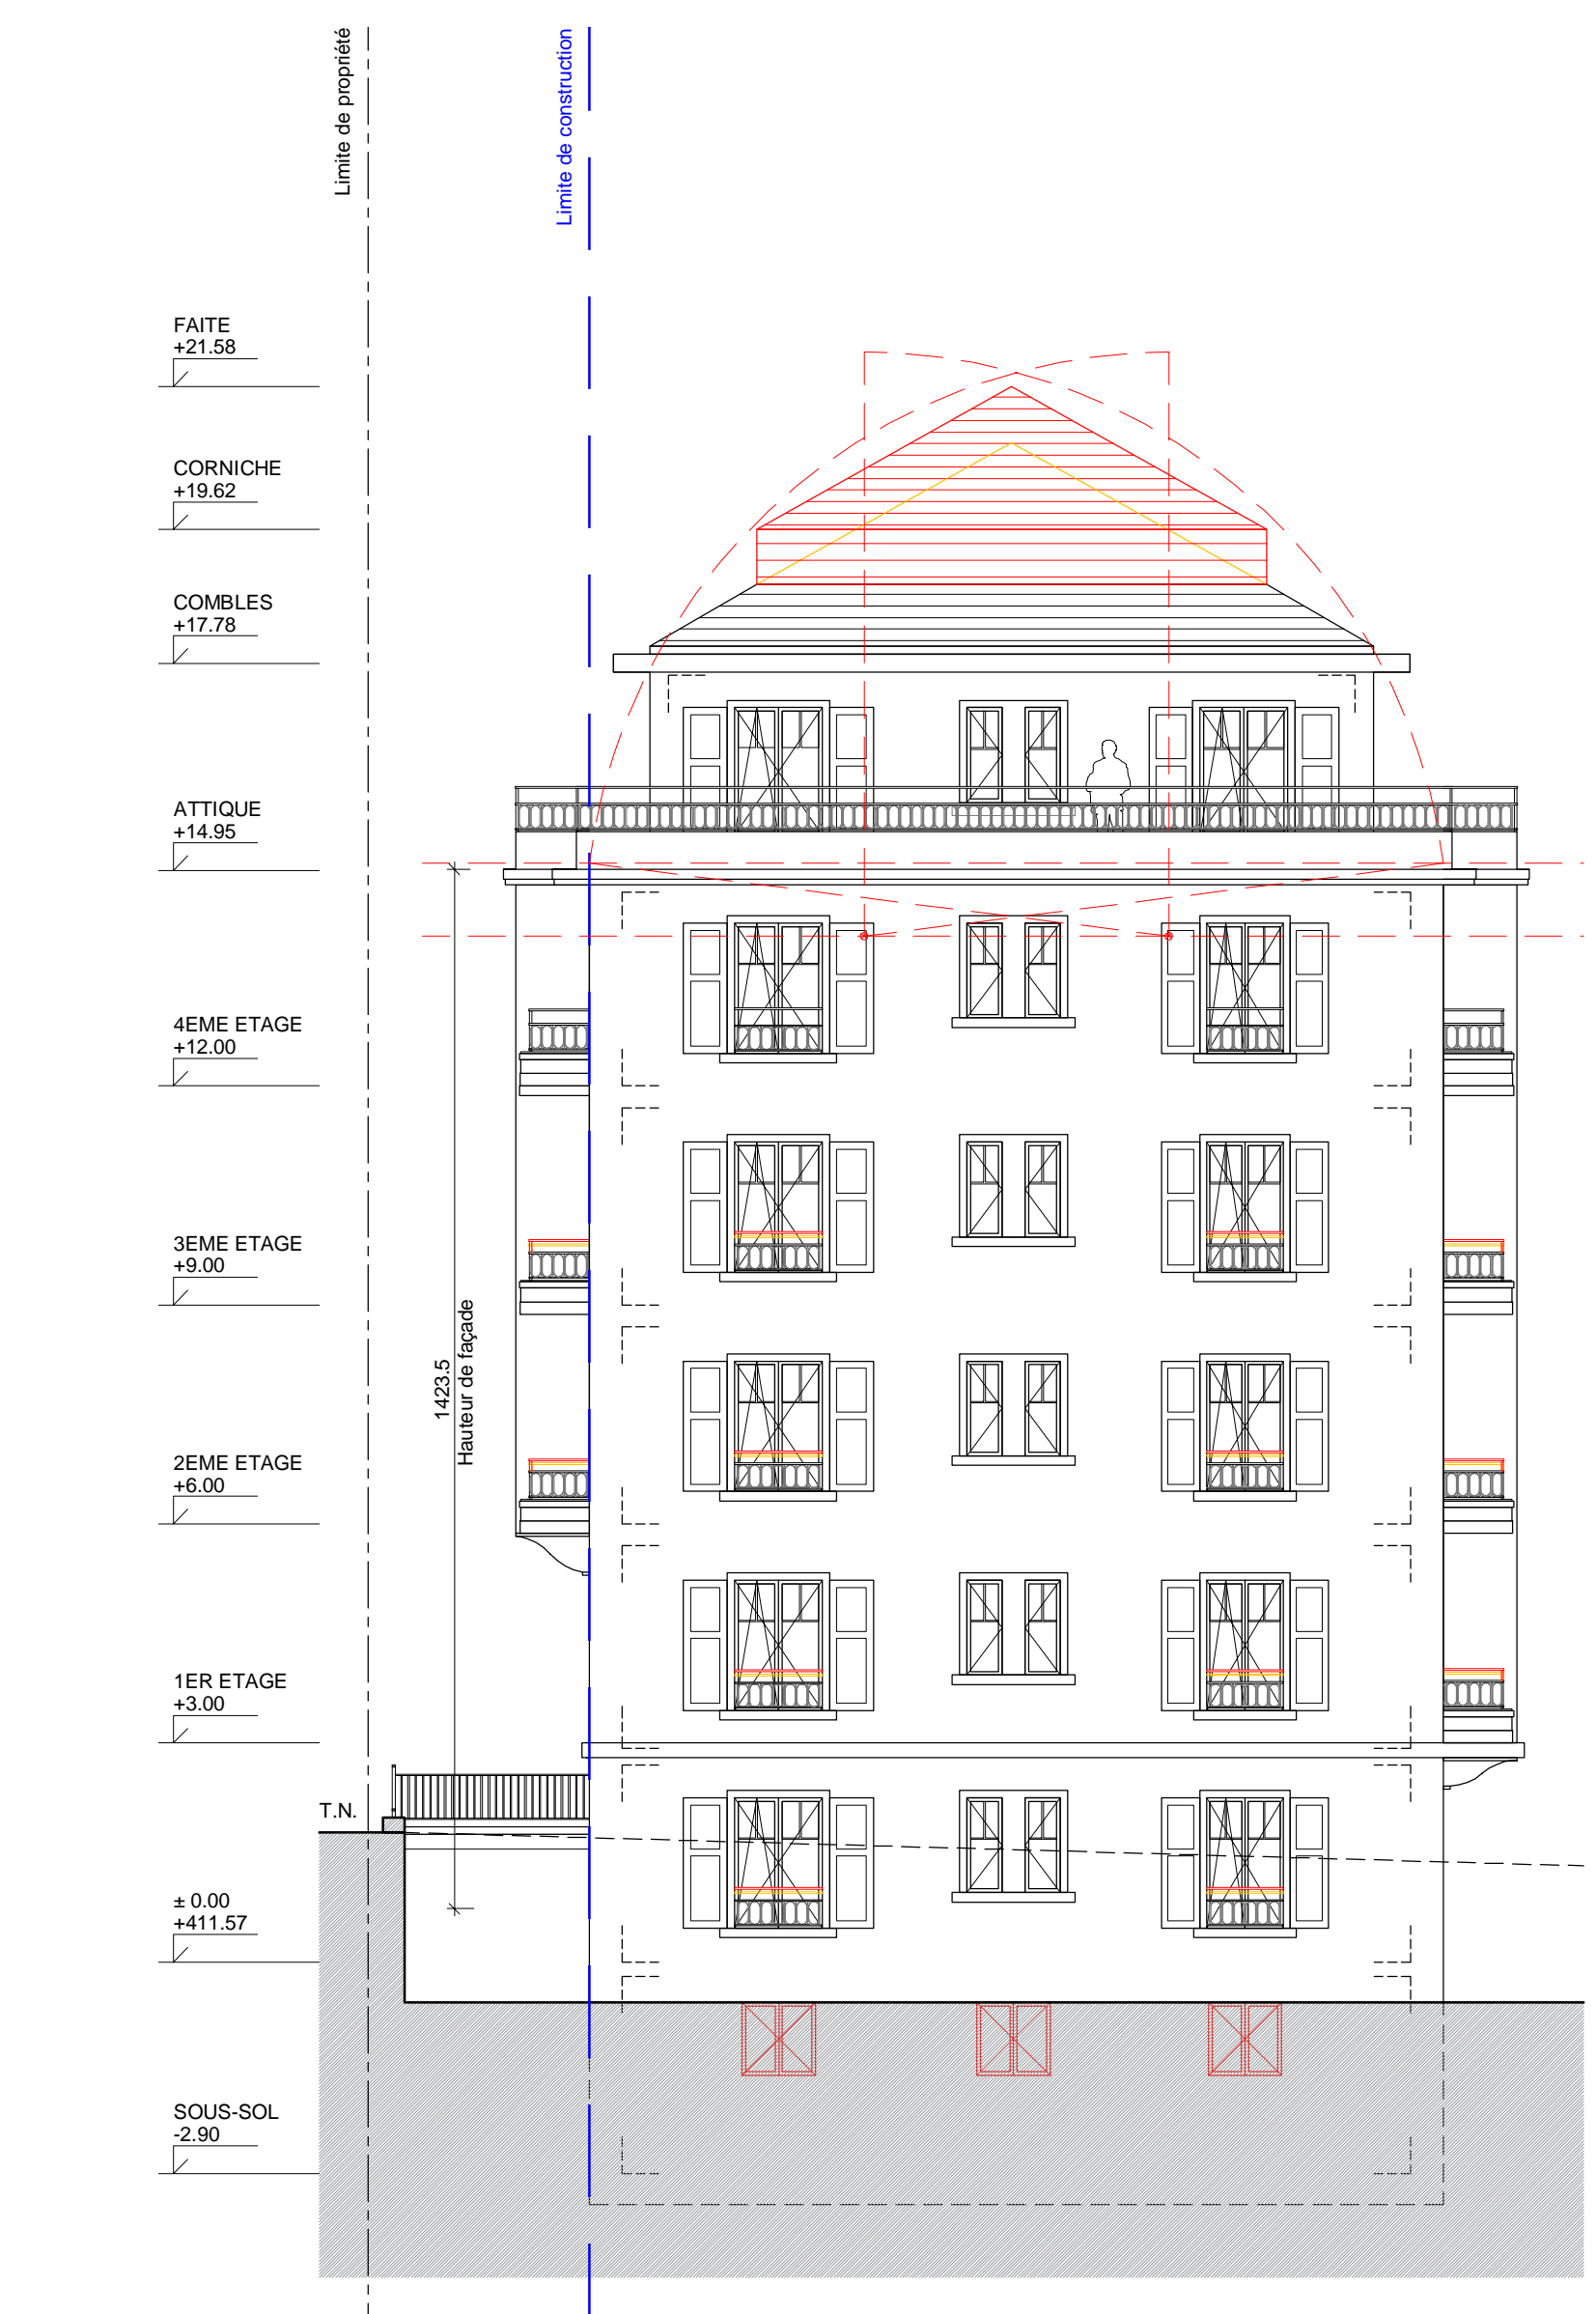 Limite de propriété
Limite de construction
FAITE
+21.58
CORNICHE
+19.62
COMBLES
+17.78
ATTIQUE
+14.95
4EME ETAGE
+12.00
3EME ETAGE
+9.00
1423.5
Hauteur de façade
2EME ETAGE
+6.00
1ER ETAGE
+3.00
T.N.
± 0.00
+411.57
SOUS-SOL
-2.90